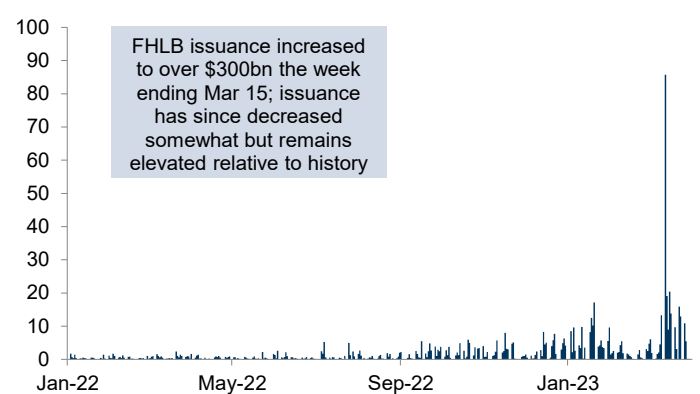 100
FHLB issuance increased
to over $300bn the week
ending Mar 15; issuance
has since decreased
somewhat but remains
elevated relative to history
90
80
70
60
50
40
30
20
10
0
Jan-22 May-22 Sep-22 Jan-23